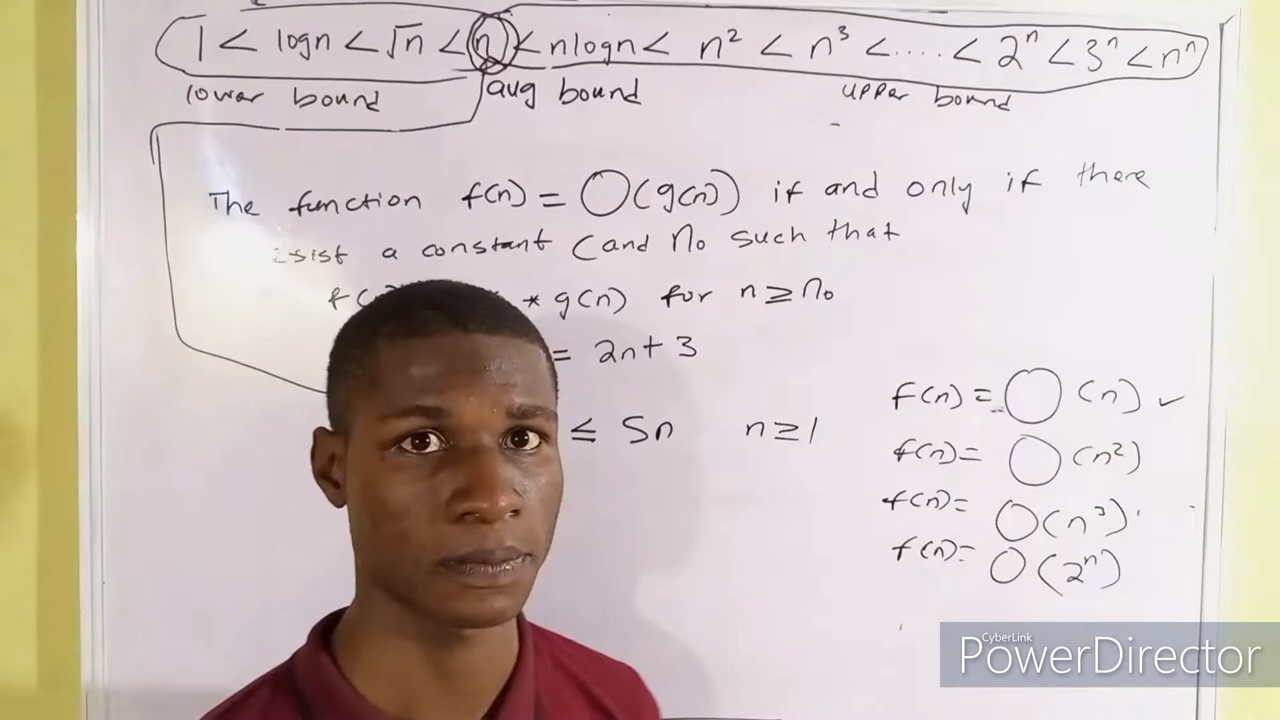 1 < logn < √n < n < nlogn < n² < n³ < .... < 2ⁿ < 3ⁿ < nⁿ
lower bound avg bound upper bound
The function f(n) = O(g(n)) if and only if there
a constant C and n₀ such that
* g(n) for n ≥ n₀
= 2n + 3
≤ 5n n ≥ 1
f(n) = O(n) ✓
f(n) = O(n²)
f(n) = O(n³)
f(n) = O(2ⁿ)
CyberLink
PowerDirector